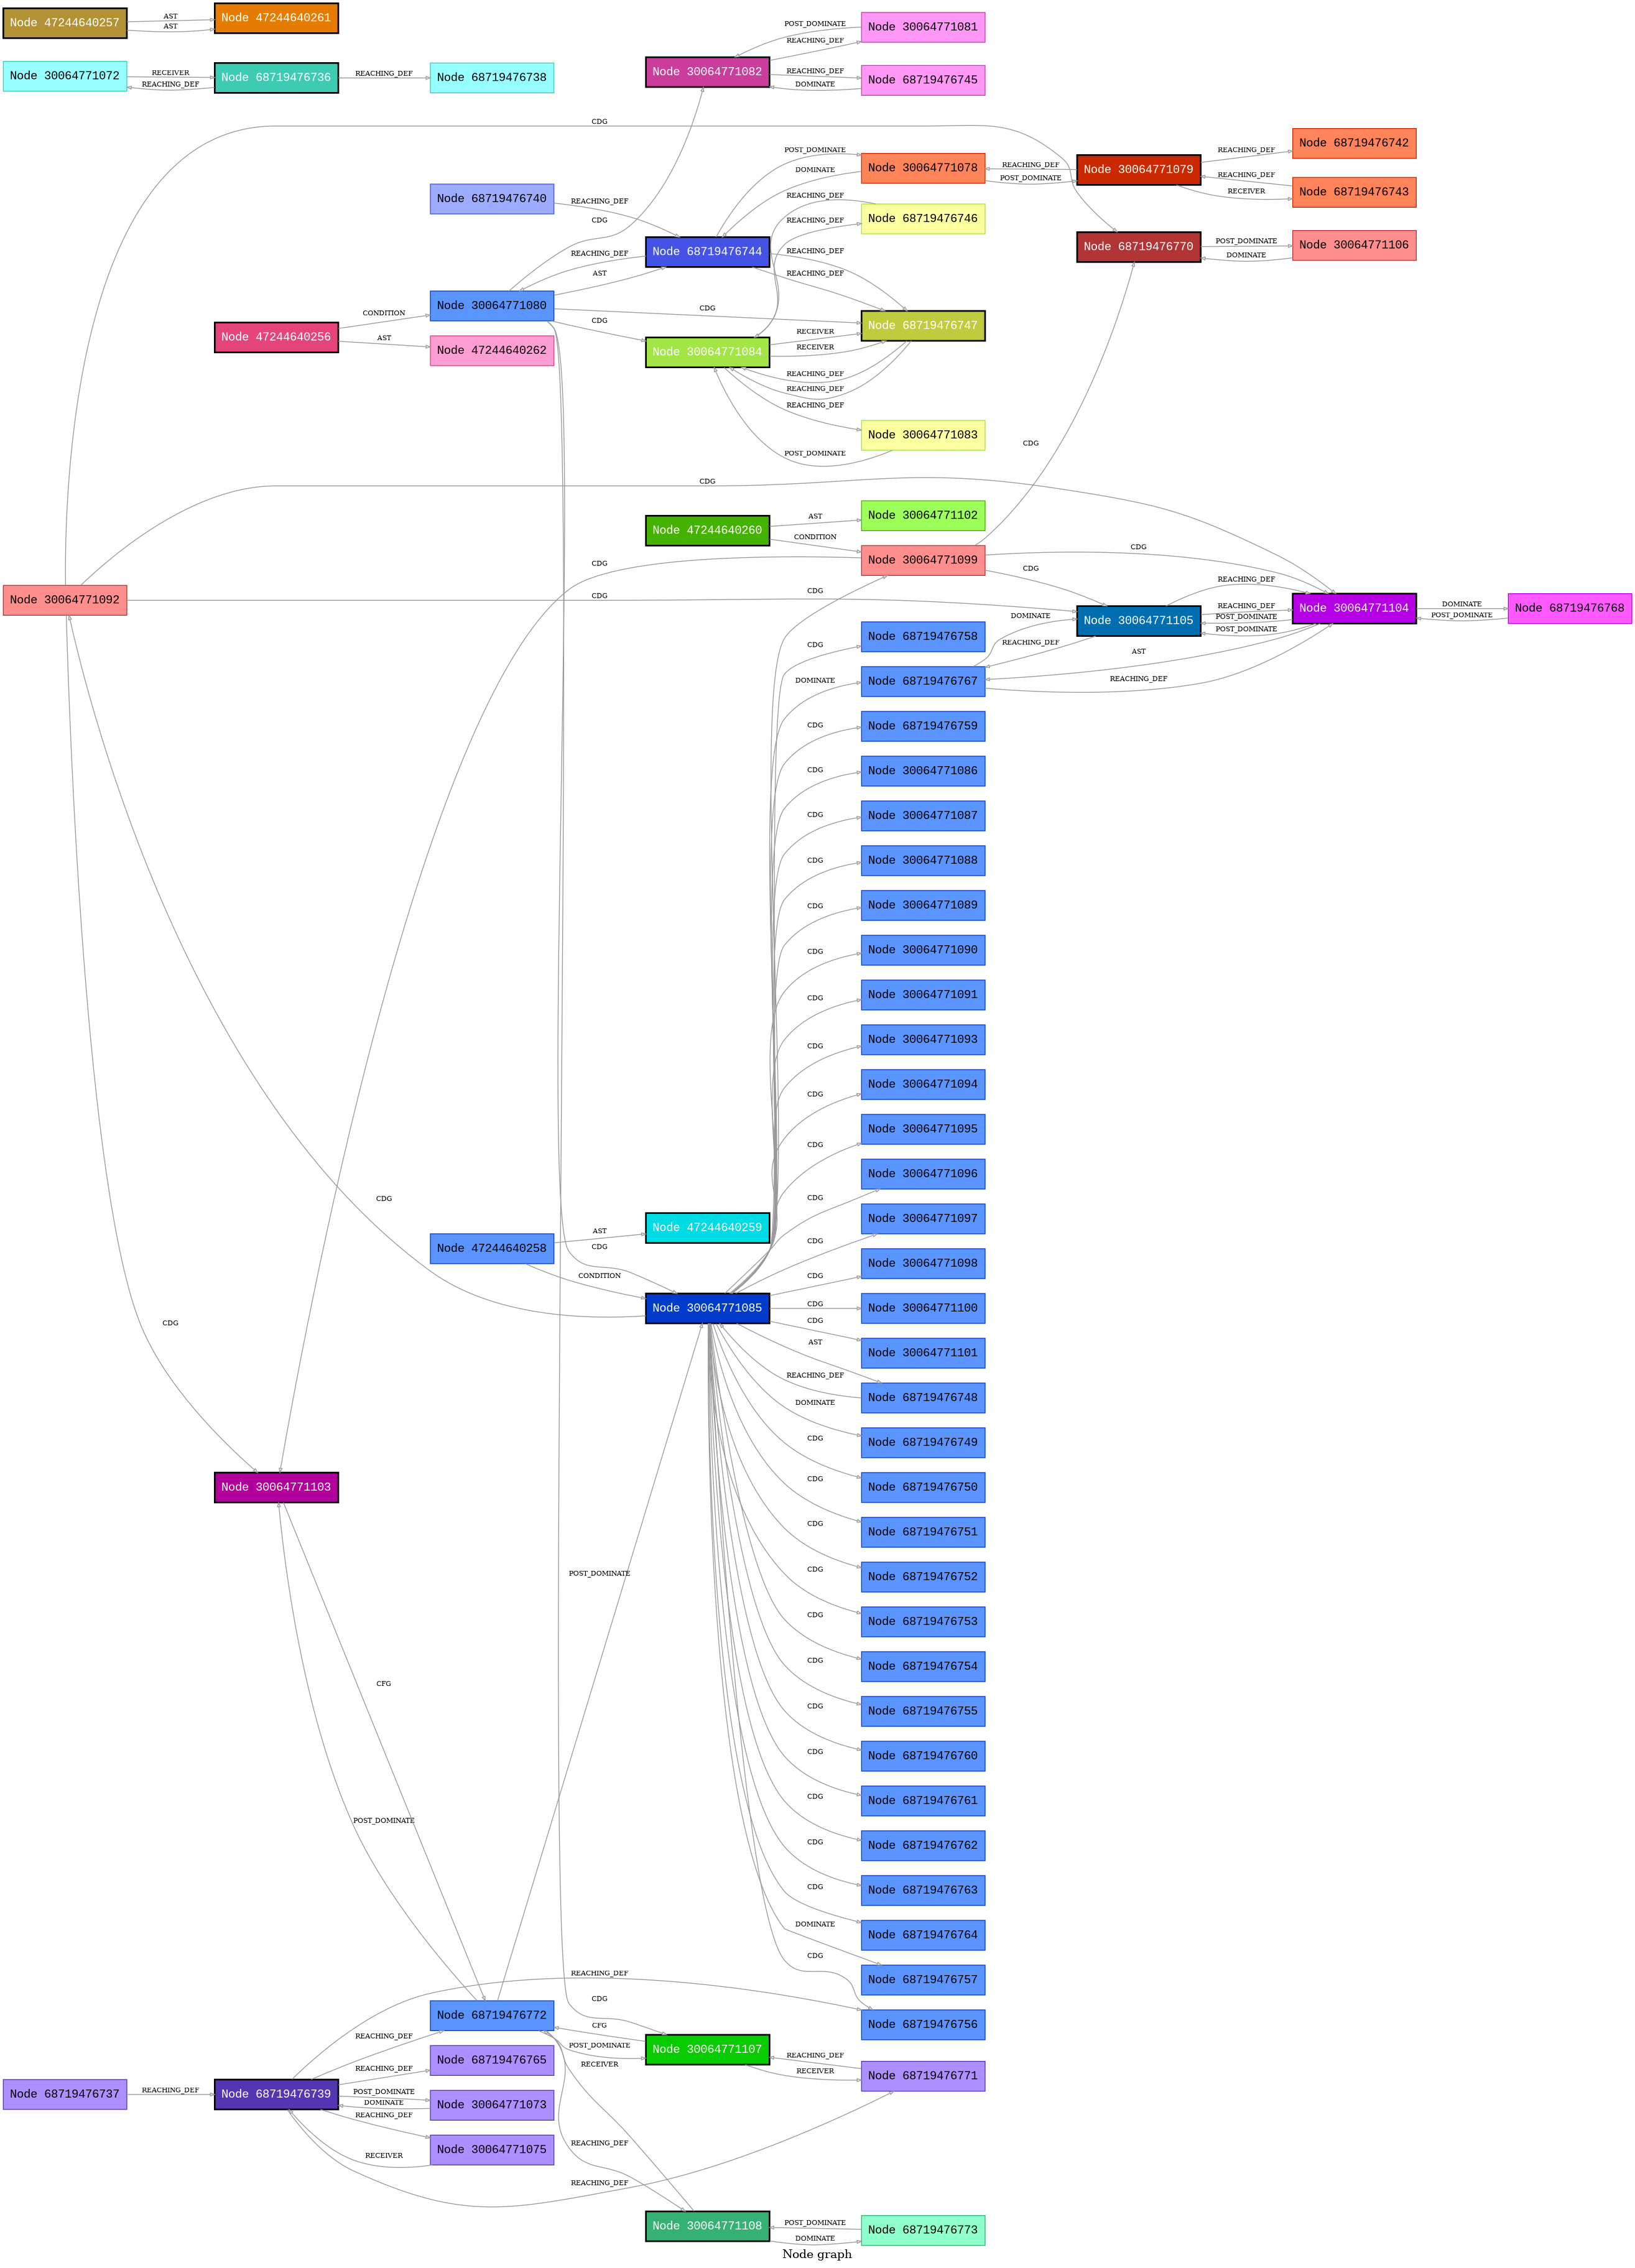 Node 47244640257
AST
AST
Node 47244640261
Node 30064771072
RECEIVER
REACHING_DEF
Node 68719476736
REACHING_DEF
Node 68719476738
Node 30064771082
POST_DOMINATE
REACHING_DEF
Node 30064771081
REACHING_DEF
DOMINATE
Node 68719476745
CDG
Node 68719476740
REACHING_DEF
CDG
Node 68719476744
POST_DOMINATE
DOMINATE
Node 30064771078
REACHING_DEF
POST_DOMINATE
Node 30064771079
REACHING_DEF
Node 68719476742
REACHING_DEF
RECEIVER
Node 68719476743
REACHING_DEF
REACHING_DEF
Node 68719476746
Node 68719476770
POST_DOMINATE
DOMINATE
Node 30064771106
REACHING_DEF
AST
REACHING_DEF
REACHING_DEF
Node 47244640256
CONDITION
AST
Node 30064771080
Node 47244640262
CDG
CDG
Node 30064771084
RECEIVER
RECEIVER
Node 68719476747
REACHING_DEF
REACHING_DEF
REACHING_DEF
Node 30064771083
POST_DOMINATE
CDG
CDG
Node 47244640260
AST
CONDITION
Node 30064771102
Node 30064771099
CDG
CDG
CDG
CDG
Node 30064771092
CDG
DOMINATE
Node 30064771105
REACHING_DEF
REACHING_DEF
POST_DOMINATE
POST_DOMINATE
Node 30064771104
DOMINATE
POST_DOMINATE
Node 68719476768
REACHING_DEF
AST
REACHING_DEF
CDG
Node 68719476758
DOMINATE
Node 68719476767
CDG
Node 68719476759
CDG
Node 30064771086
CDG
Node 30064771087
CDG
Node 30064771088
CDG
Node 30064771089
CDG
Node 30064771090
CDG
Node 30064771091
CDG
Node 30064771093
CDG
Node 30064771094
CDG
Node 30064771095
CDG
Node 30064771096
CDG
Node 30064771097
CDG
Node 30064771098
CDG
Node 30064771100
CDG
Node 30064771101
CDG
Node 47244640258
AST
CDG
CONDITION
Node 47244640259
Node 30064771085
AST
REACHING_DEF
Node 68719476748
DOMINATE
Node 68719476749
CDG
Node 68719476750
CDG
Node 68719476751
CDG
Node 68719476752
CDG
Node 68719476753
CDG
Node 68719476754
CDG
Node 68719476755
CDG
Node 68719476760
CDG
Node 68719476761
CDG
Node 68719476762
CDG
Node 68719476763
CDG
Node 68719476764
DOMINATE
Node 68719476757
CDG
Node 68719476756
CDG
Node 30064771103
CFG
POST_DOMINATE
POST_DOMINATE
REACHING_DEF
REACHING_DEF
Node 68719476772
CDG
CFG
POST_DOMINATE
RECEIVER
Node 30064771107
REACHING_DEF
RECEIVER
Node 68719476771
Node 68719476737
REACHING_DEF
Node 68719476739
REACHING_DEF
Node 68719476765
POST_DOMINATE
DOMINATE
Node 30064771073
REACHING_DEF
RECEIVER
Node 30064771075
REACHING_DEF
REACHING_DEF
Node 30064771108
POST_DOMINATE
DOMINATE
Node 68719476773
Node graph